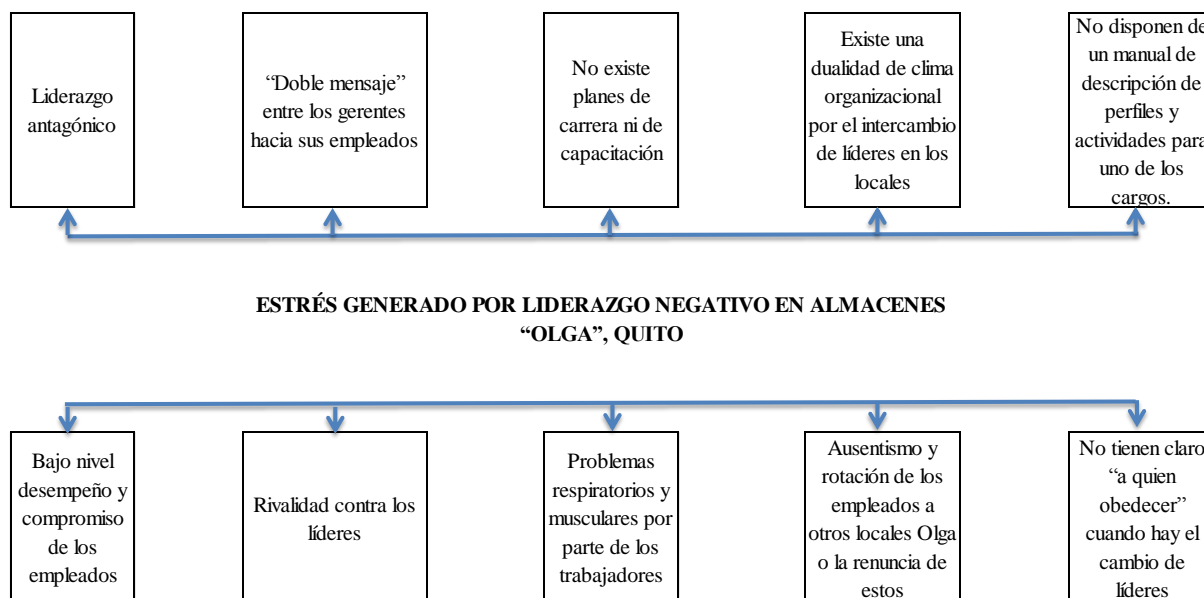 Liderazgo
antagónico
“Doble mensaje”
entre los gerentes
hacia sus empleados
No existe
planes de
carrera ni de
capacitación
Existe una
dualidad de clima
organizacional
por el intercambio
de líderes en los
locales
No disponen de
un manual de
descripción de
perfiles y
actividades para
uno de los
cargos.
ESTRÉS GENERADO POR LIDERAZGO NEGATIVO EN ALMACENES
“OLGA”, QUITO
Bajo nivel
desempeño y
compromiso
de los
empleados
Rivalidad contra los
líderes
Problemas
respiratorios y
musculares por
parte de los
trabajadores
Ausentismo y
rotación de los
empleados a
otros locales Olga
o la renuncia de
estos
No tienen claro
“a quien
obedecer”
cuando hay el
cambio de
líderes